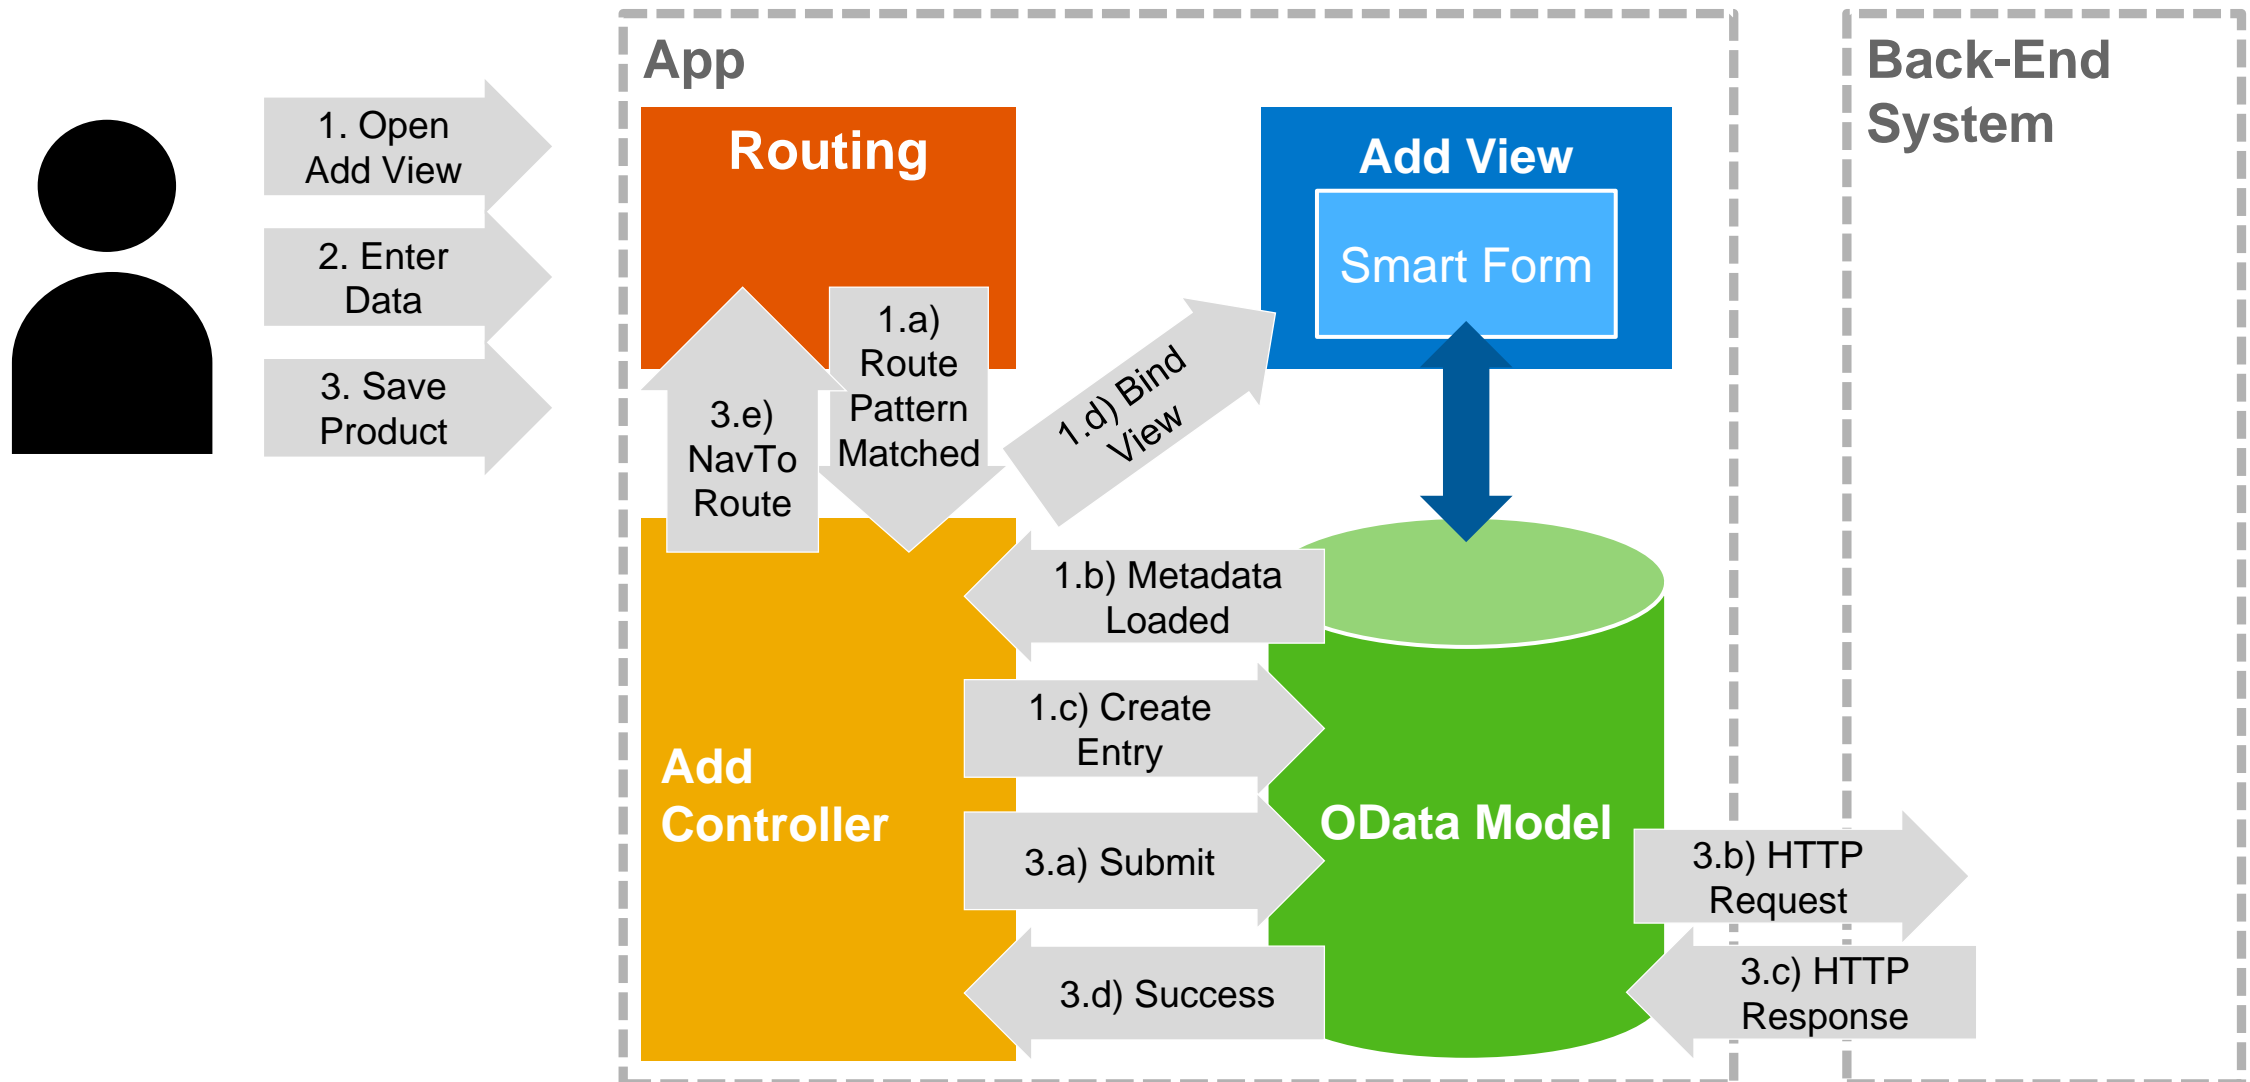 App
Back-End
System
1. Open
Add View
2. Enter
Data
3. Save
Product
Routing
Add View
Smart Form
1.a)
Route
Pattern
Matched
3.e)
NavTo
Route
1.d) Bind
View
1.b) Metadata
Loaded
1.c) Create
Entry
Add
Controller
OData Model
3.a) Submit
3.b) HTTP
Request
3.d) Success
3.c) HTTP
Response